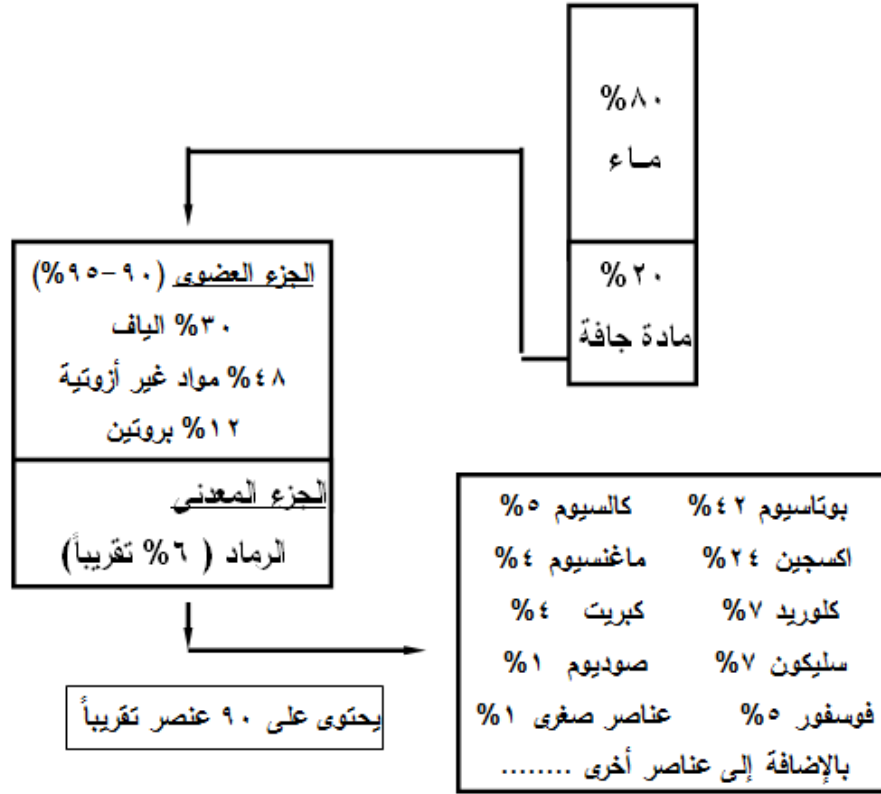 %٨٠
ماء
%٢٠
مادة جافة
الجزء العضوى (٩٠-٩٥%)
٣٠% الياف
٤٨% مواد غير أزوتية
١٢% بروتين
الجزء المعدنى
الرماد ( ٦% تقريباً)
يحتوى على ٩٠ عنصر تقريباً
بوتاسيوم ٤٢% كالسيوم ٥%
اكسجين ٢٤% ماغنسيوم ٤%
كلوريد ٧% كبريت ٤%
سليكون ٧% صوديوم ١%
فوسفور ٥% عناصر صغرى ١%
بالإضافة إلى عناصر أخرى ........